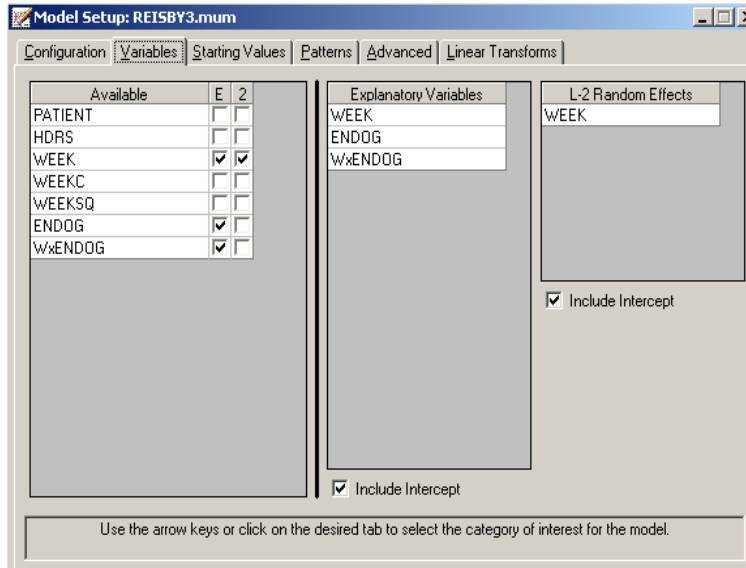 Model Setup: REISBY3.mum
Configuration Variables Starting Values Patterns Advanced Linear Transforms
Available E 2
PATIENT
HDRS
WEEK
WEEKC
WEEKSQ
ENDOG
WxENDOG
Explanatory Variables
WEEK
ENDOG
WxENDOG
Include Intercept
L-2 Random Effects
WEEK
Include Intercept
Use the arrow keys or click on the desired tab to select the category of interest for the model.